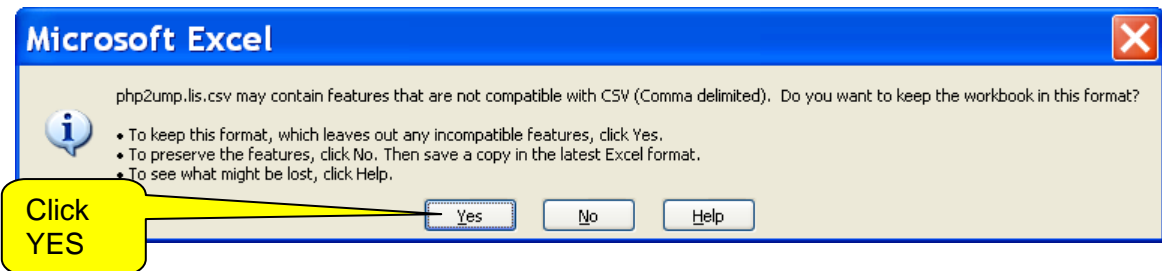 Microsoft Excel
php2ump.lis.csv may contain features that are not compatible with CSV (Comma delimited). Do you want to keep the workbook in this format?
• To keep this format, which leaves out any incompatible features, click Yes.
• To preserve the features, click No. Then save a copy in the latest Excel format.
• To see what might be lost, click Help.
Click
YES
Yes No Help